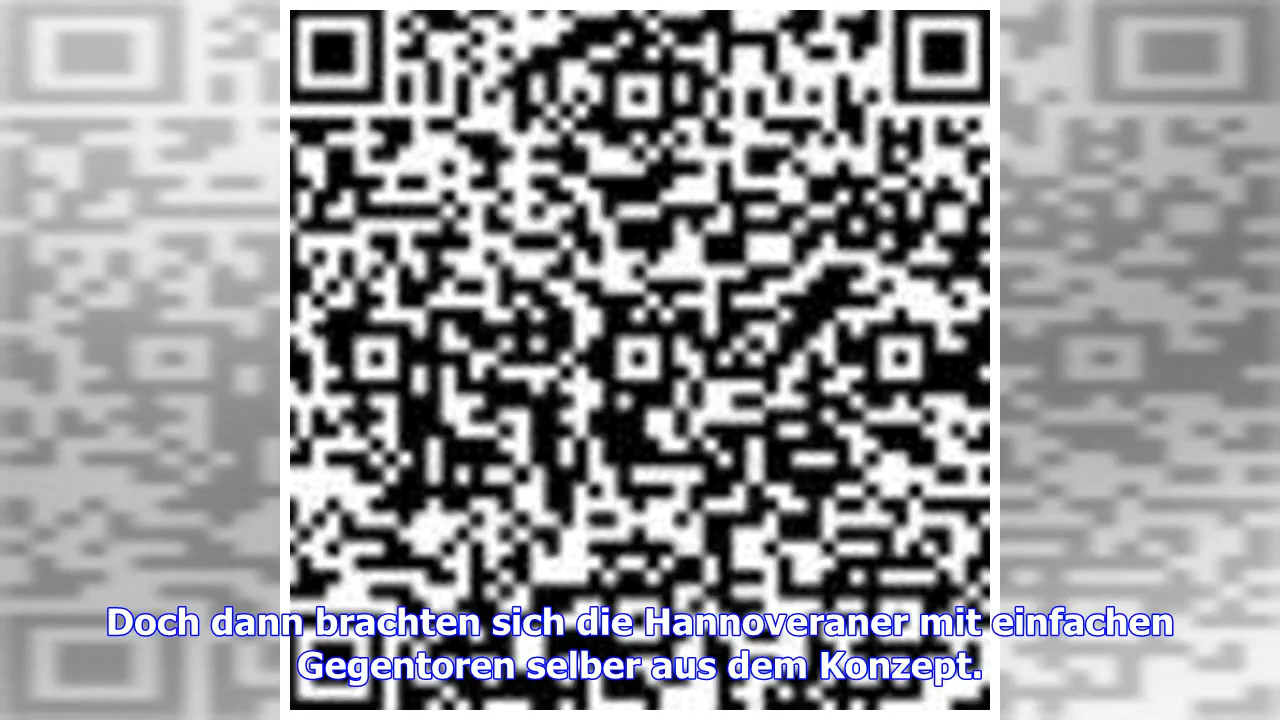 Doch dann brachten sich die Hannoveraner mit einfachen
Gegentoren selber aus dem Konzept.